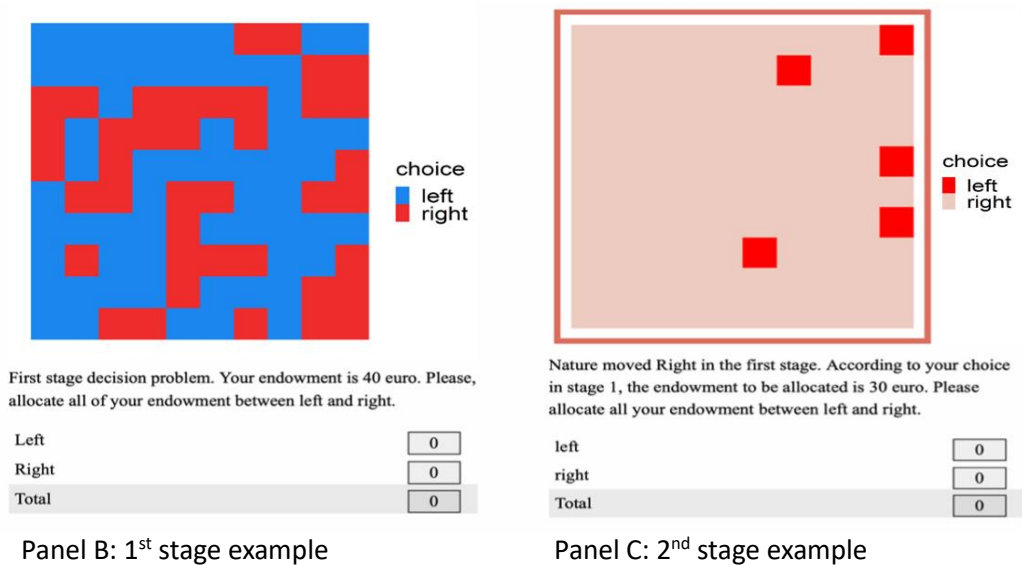 choice
left
right
First stage decision problem. Your endowment is 40 euro. Please,
allocate all of your endowment between left and right.
Left 0
Right 0
Total 0
Panel B: 1st stage example
choice
left
right
Nature moved Right in the first stage. According to your choice
in stage 1, the endowment to be allocated is 30 euro. Please
allocate all your endowment between left and right.
left 0
right 0
Total 0
Panel C: 2nd stage example